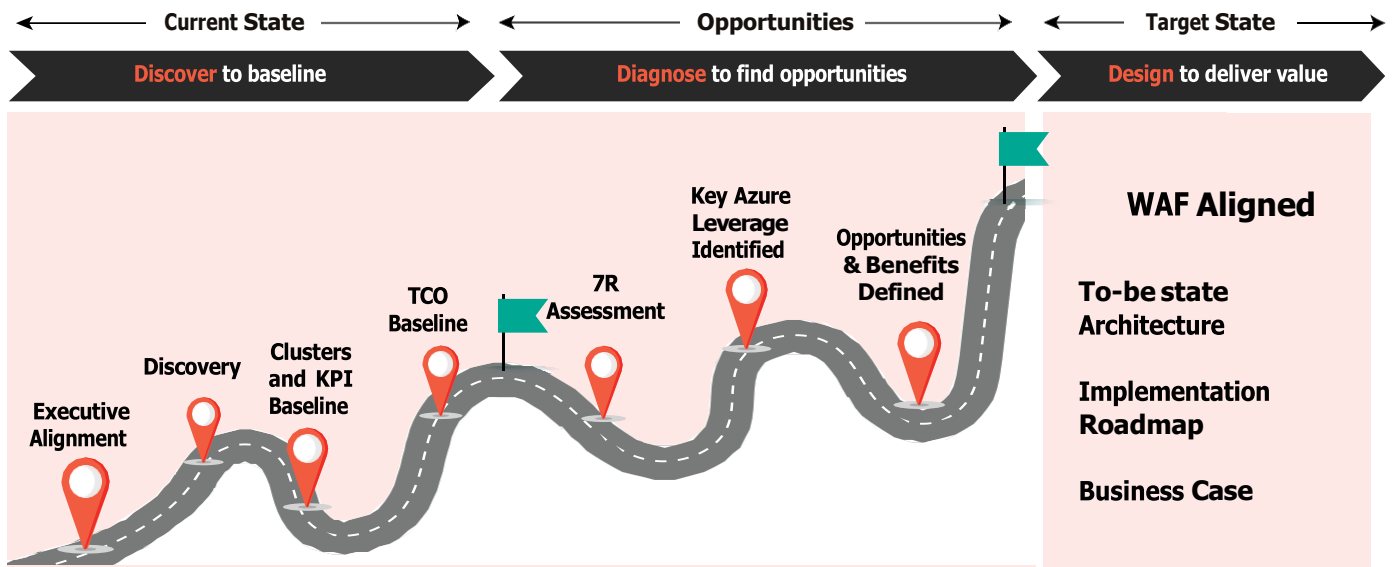 Current State
Opportunities
Target State
Discover to baseline
Diagnose to find opportunities
Design to deliver value
Executive
Alignment
Discovery
Clusters
and KPI
Baseline
TCO
Baseline
7R
Assessment
Key Azure
Leverage
Identified
Opportunities
& Benefits
Defined
WAF Aligned
To-be state
Architecture
Implementation
Roadmap
Business Case